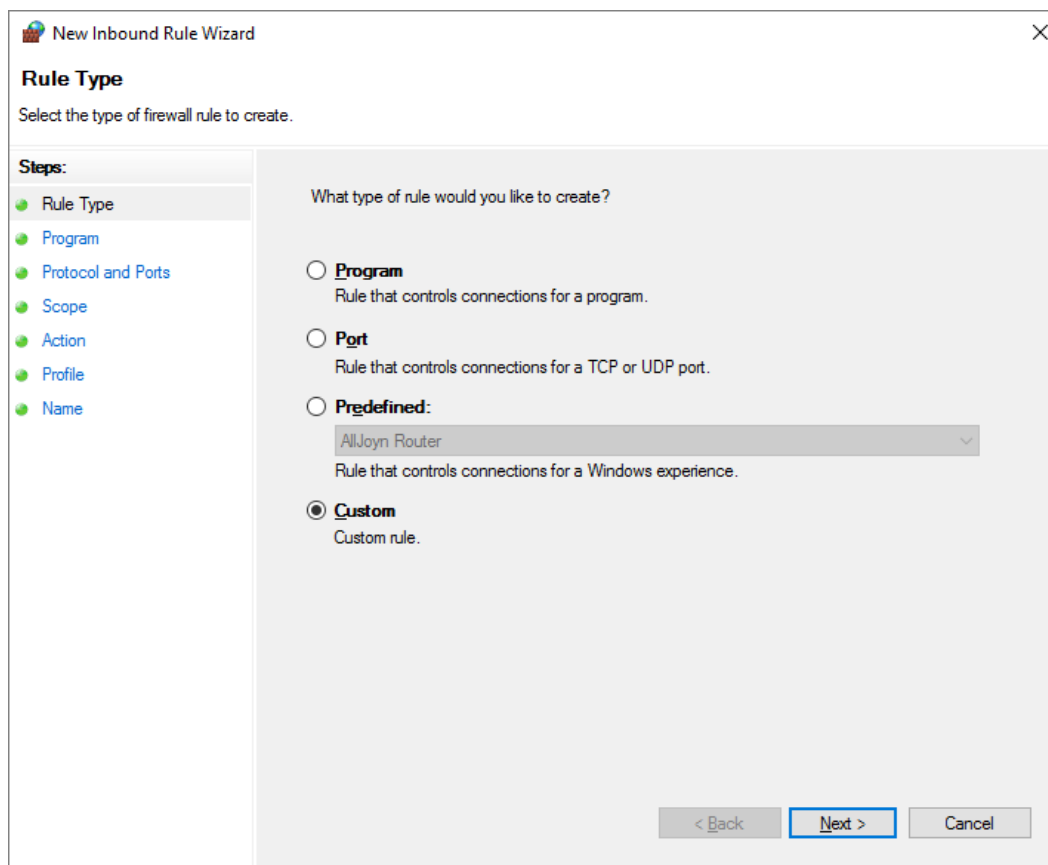 New Inbound Rule Wizard
Rule Type
Select the type of firewall rule to create.
Steps:
Rule Type
Program
Protocol and Ports
Scope
Action
Profile
Name
What type of rule would you like to create?
Program
Rule that controls connections for a program.
Port
Rule that controls connections for a TCP or UDP port.
Predefined:
AllJoyn Router
Rule that controls connections for a Windows experience.
Custom
Custom rule.
< Back Next > Cancel